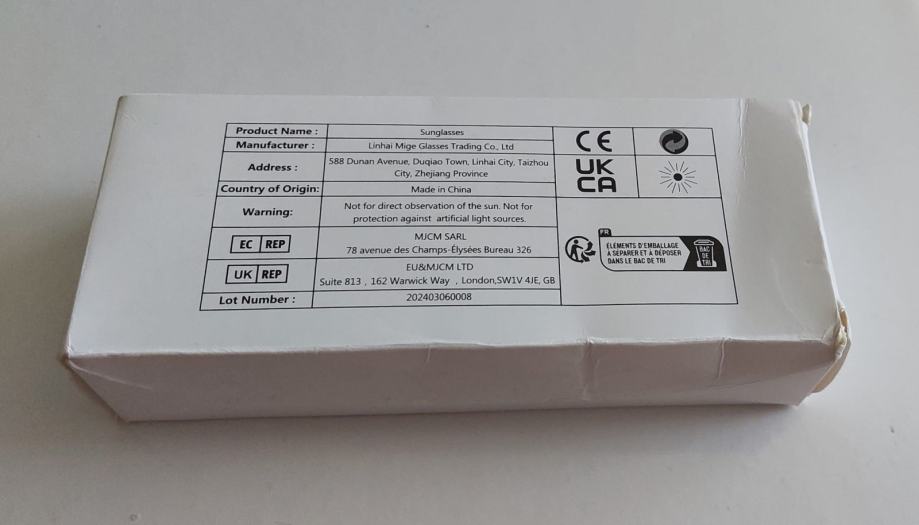 Product Name : Sunglasses
Manufacturer : Linhai Mige Glasses Trading Co., Ltd
Address : 588 Dunan Avenue, Duqiao Town, Linhai City, Taizhou
City, Zhejiang Province
Country of Origin: Made in China
Warning: Not for direct observation of the sun. Not for
protection against artificial light sources.
EC REP MJCM SARL
78 avenue des Champs-Élysées Bureau 326
UK REP EU&MJCM LTD
Suite 813 , 162 Warwick Way , London,SW1V 4JE, GB
Lot Number : 202403060008
CE
UK
CA
FR
ÉLÉMENTS D'EMBALLAGE
À SÉPARER ET À DÉPOSER
DANS LE BAC DE TRI
BAC
DE
TRI